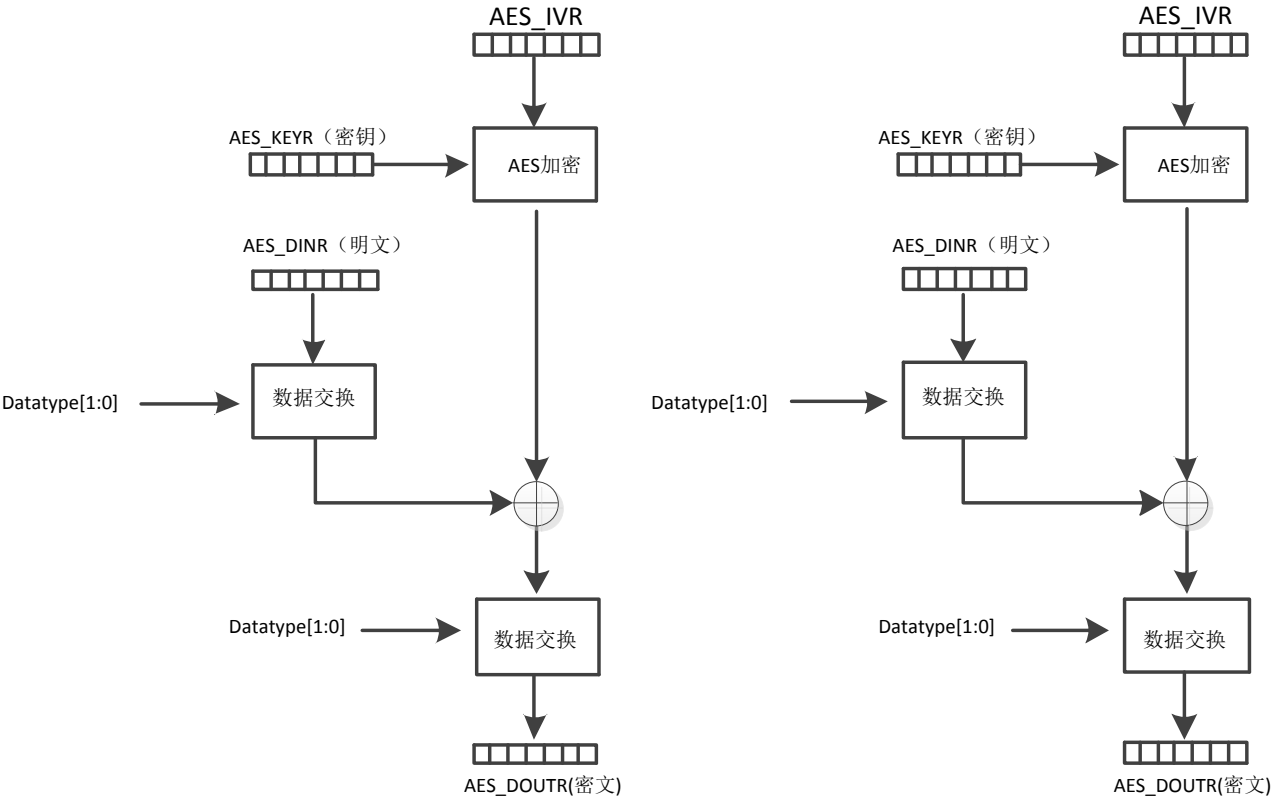 AES_IVR
AES_KEYR（密钥）
AES加密
AES_DINR（明文）
Datatype[1:0]
数据交换
Datatype[1:0]
数据交换
AES_DOUTR(密文)
AES_IVR
AES_KEYR（密钥）
AES加密
AES_DINR（明文）
Datatype[1:0]
数据交换
Datatype[1:0]
数据交换
AES_DOUTR(密文)